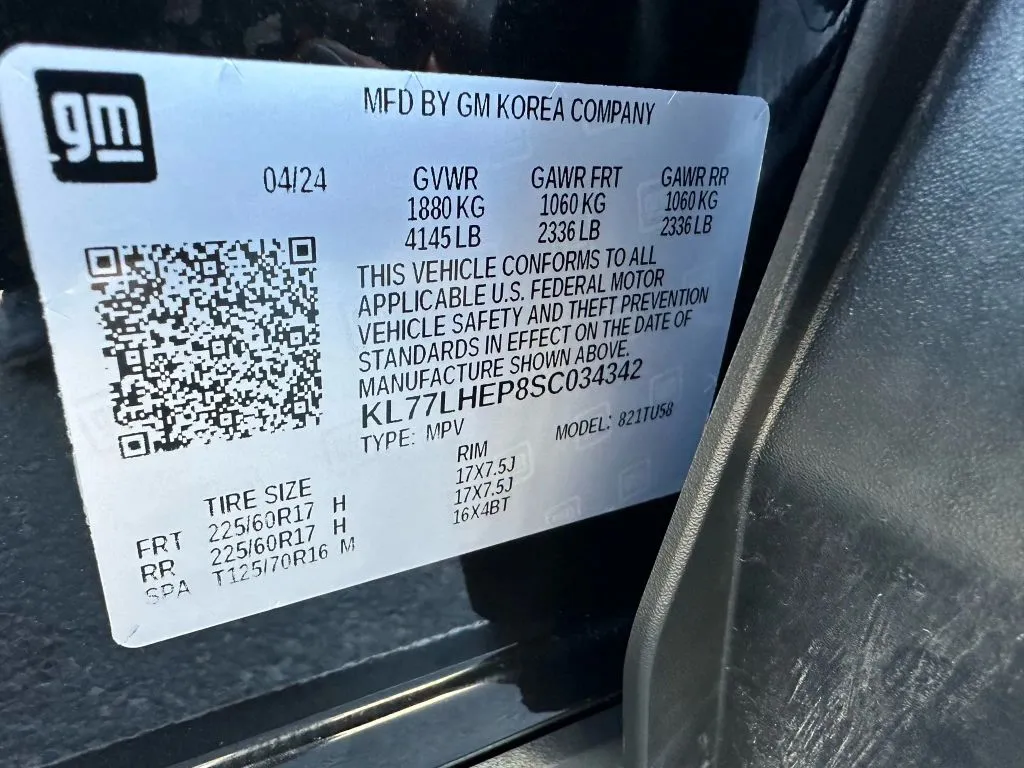 gm
MFD BY GM KOREA COMPANY
04/24 GVWR GAWR FRT GAWR RR
1880 KG 1060 KG 1060 KG
4145 LB 2336 LB 2336 LB
THIS VEHICLE CONFORMS TO ALL
APPLICABLE U.S. FEDERAL MOTOR
VEHICLE SAFETY AND THEFT PREVENTION
STANDARDS IN EFFECT ON THE DATE OF
MANUFACTURE SHOWN ABOVE.
KL77LHEP8SC034342
TYPE: MPV MODEL: 821TU58
TIRE SIZE RIM
FRT 225/60R17 H 17X7.5J
RR 225/60R17 H 17X7.5J
SPA T125/70R16 M 16X4BT